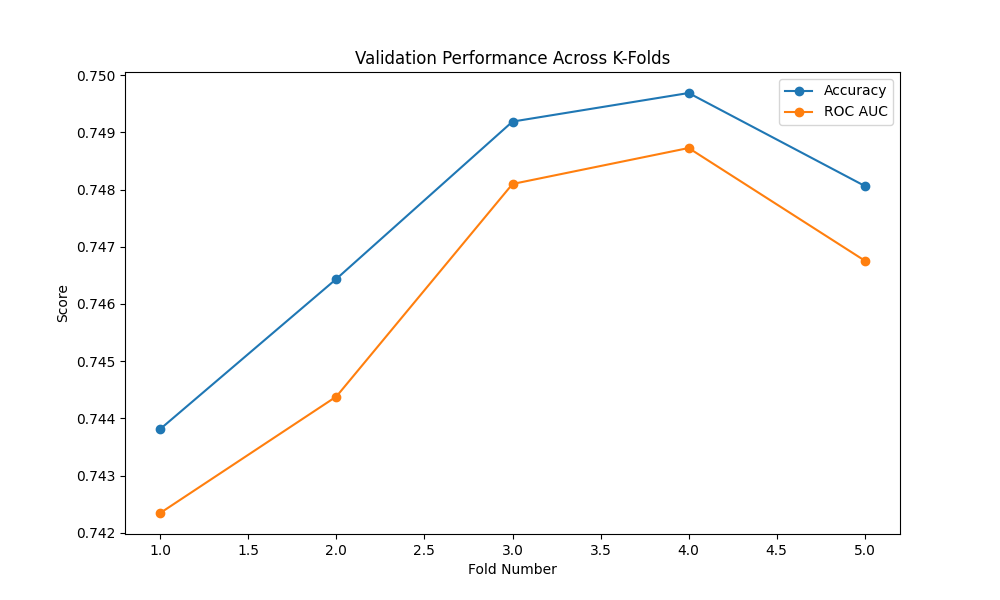 Validation Performance Across K-Folds
0.750
0.749
0.748
0.747
0.746
0.745
0.744
0.743
0.742
Score
Accuracy
ROC AUC
1.0 1.5 2.0 2.5 3.0 3.5 4.0 4.5 5.0
Fold Number